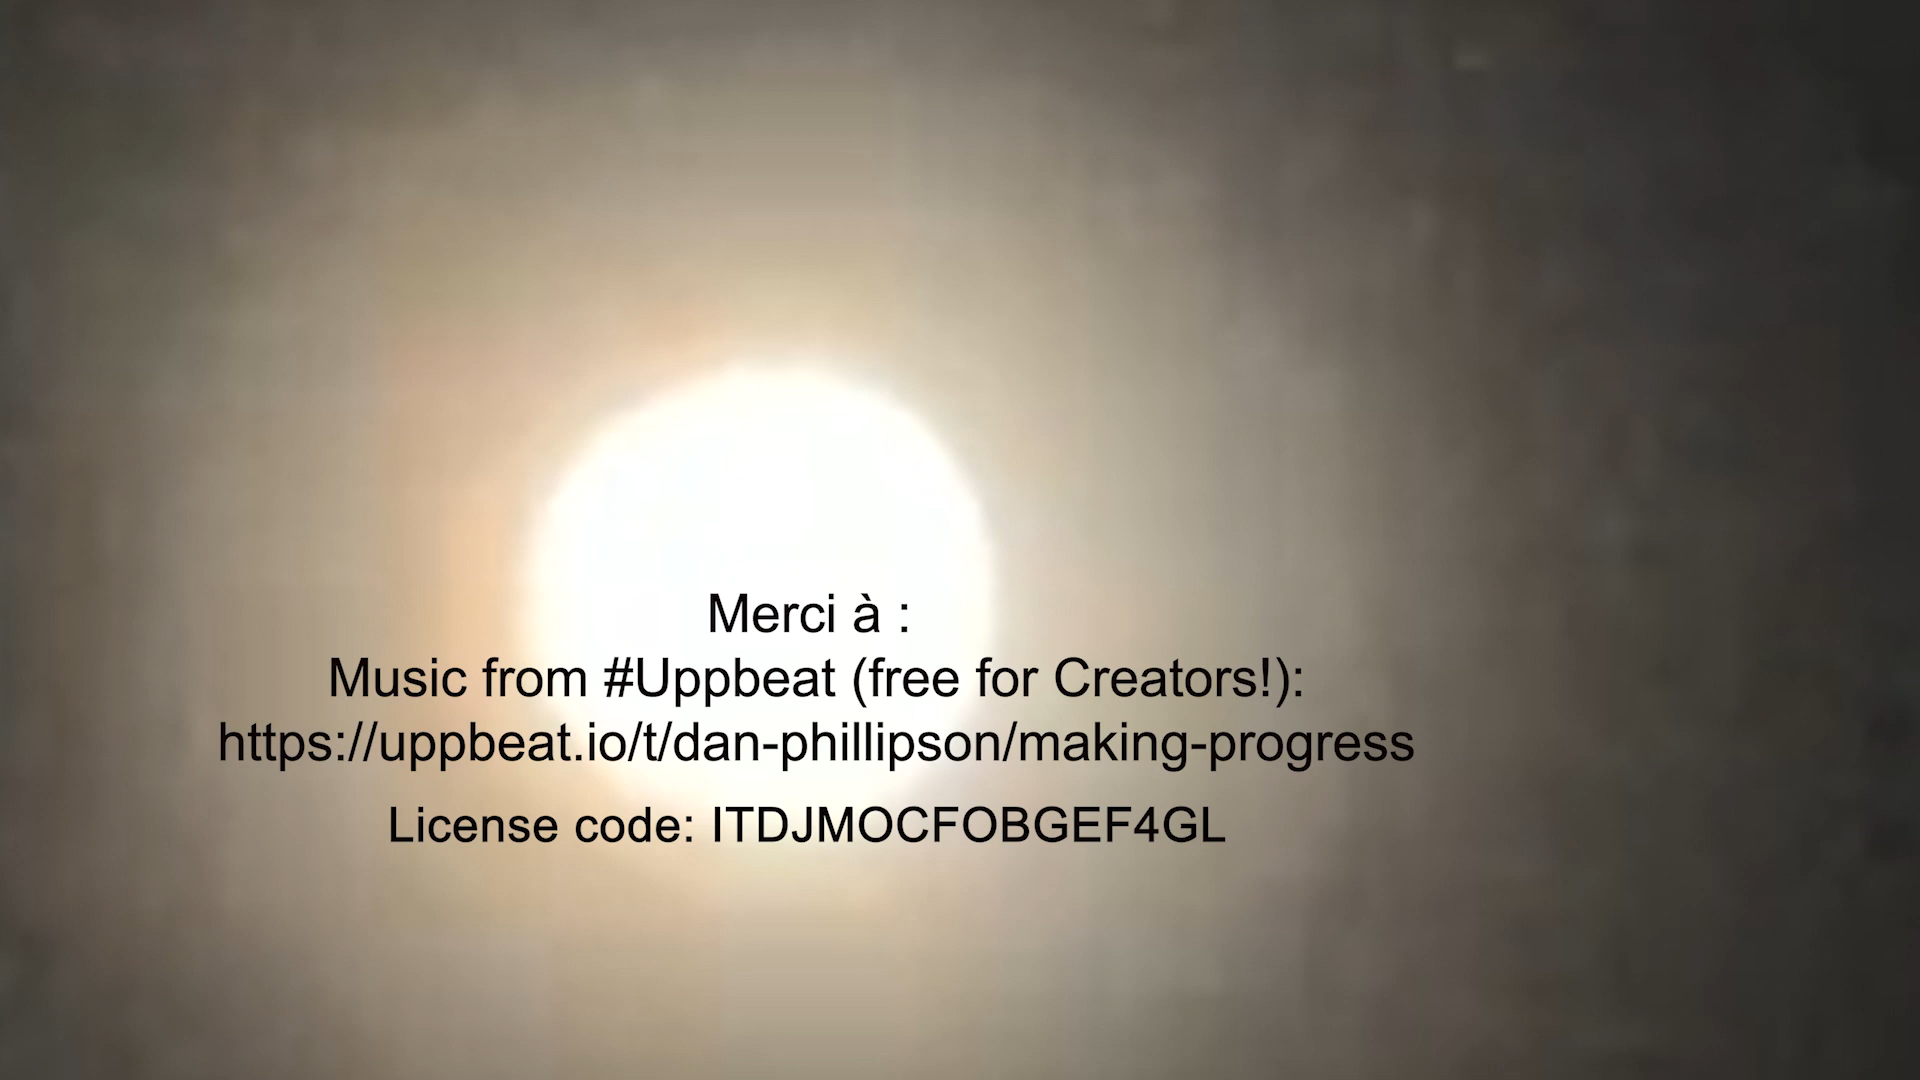 Merci à :
Music from #Uppbeat (free for Creators!):
https://uppbeat.io/t/dan-phillipson/making-progress
License code: ITDJMOCFOBGEF4GL